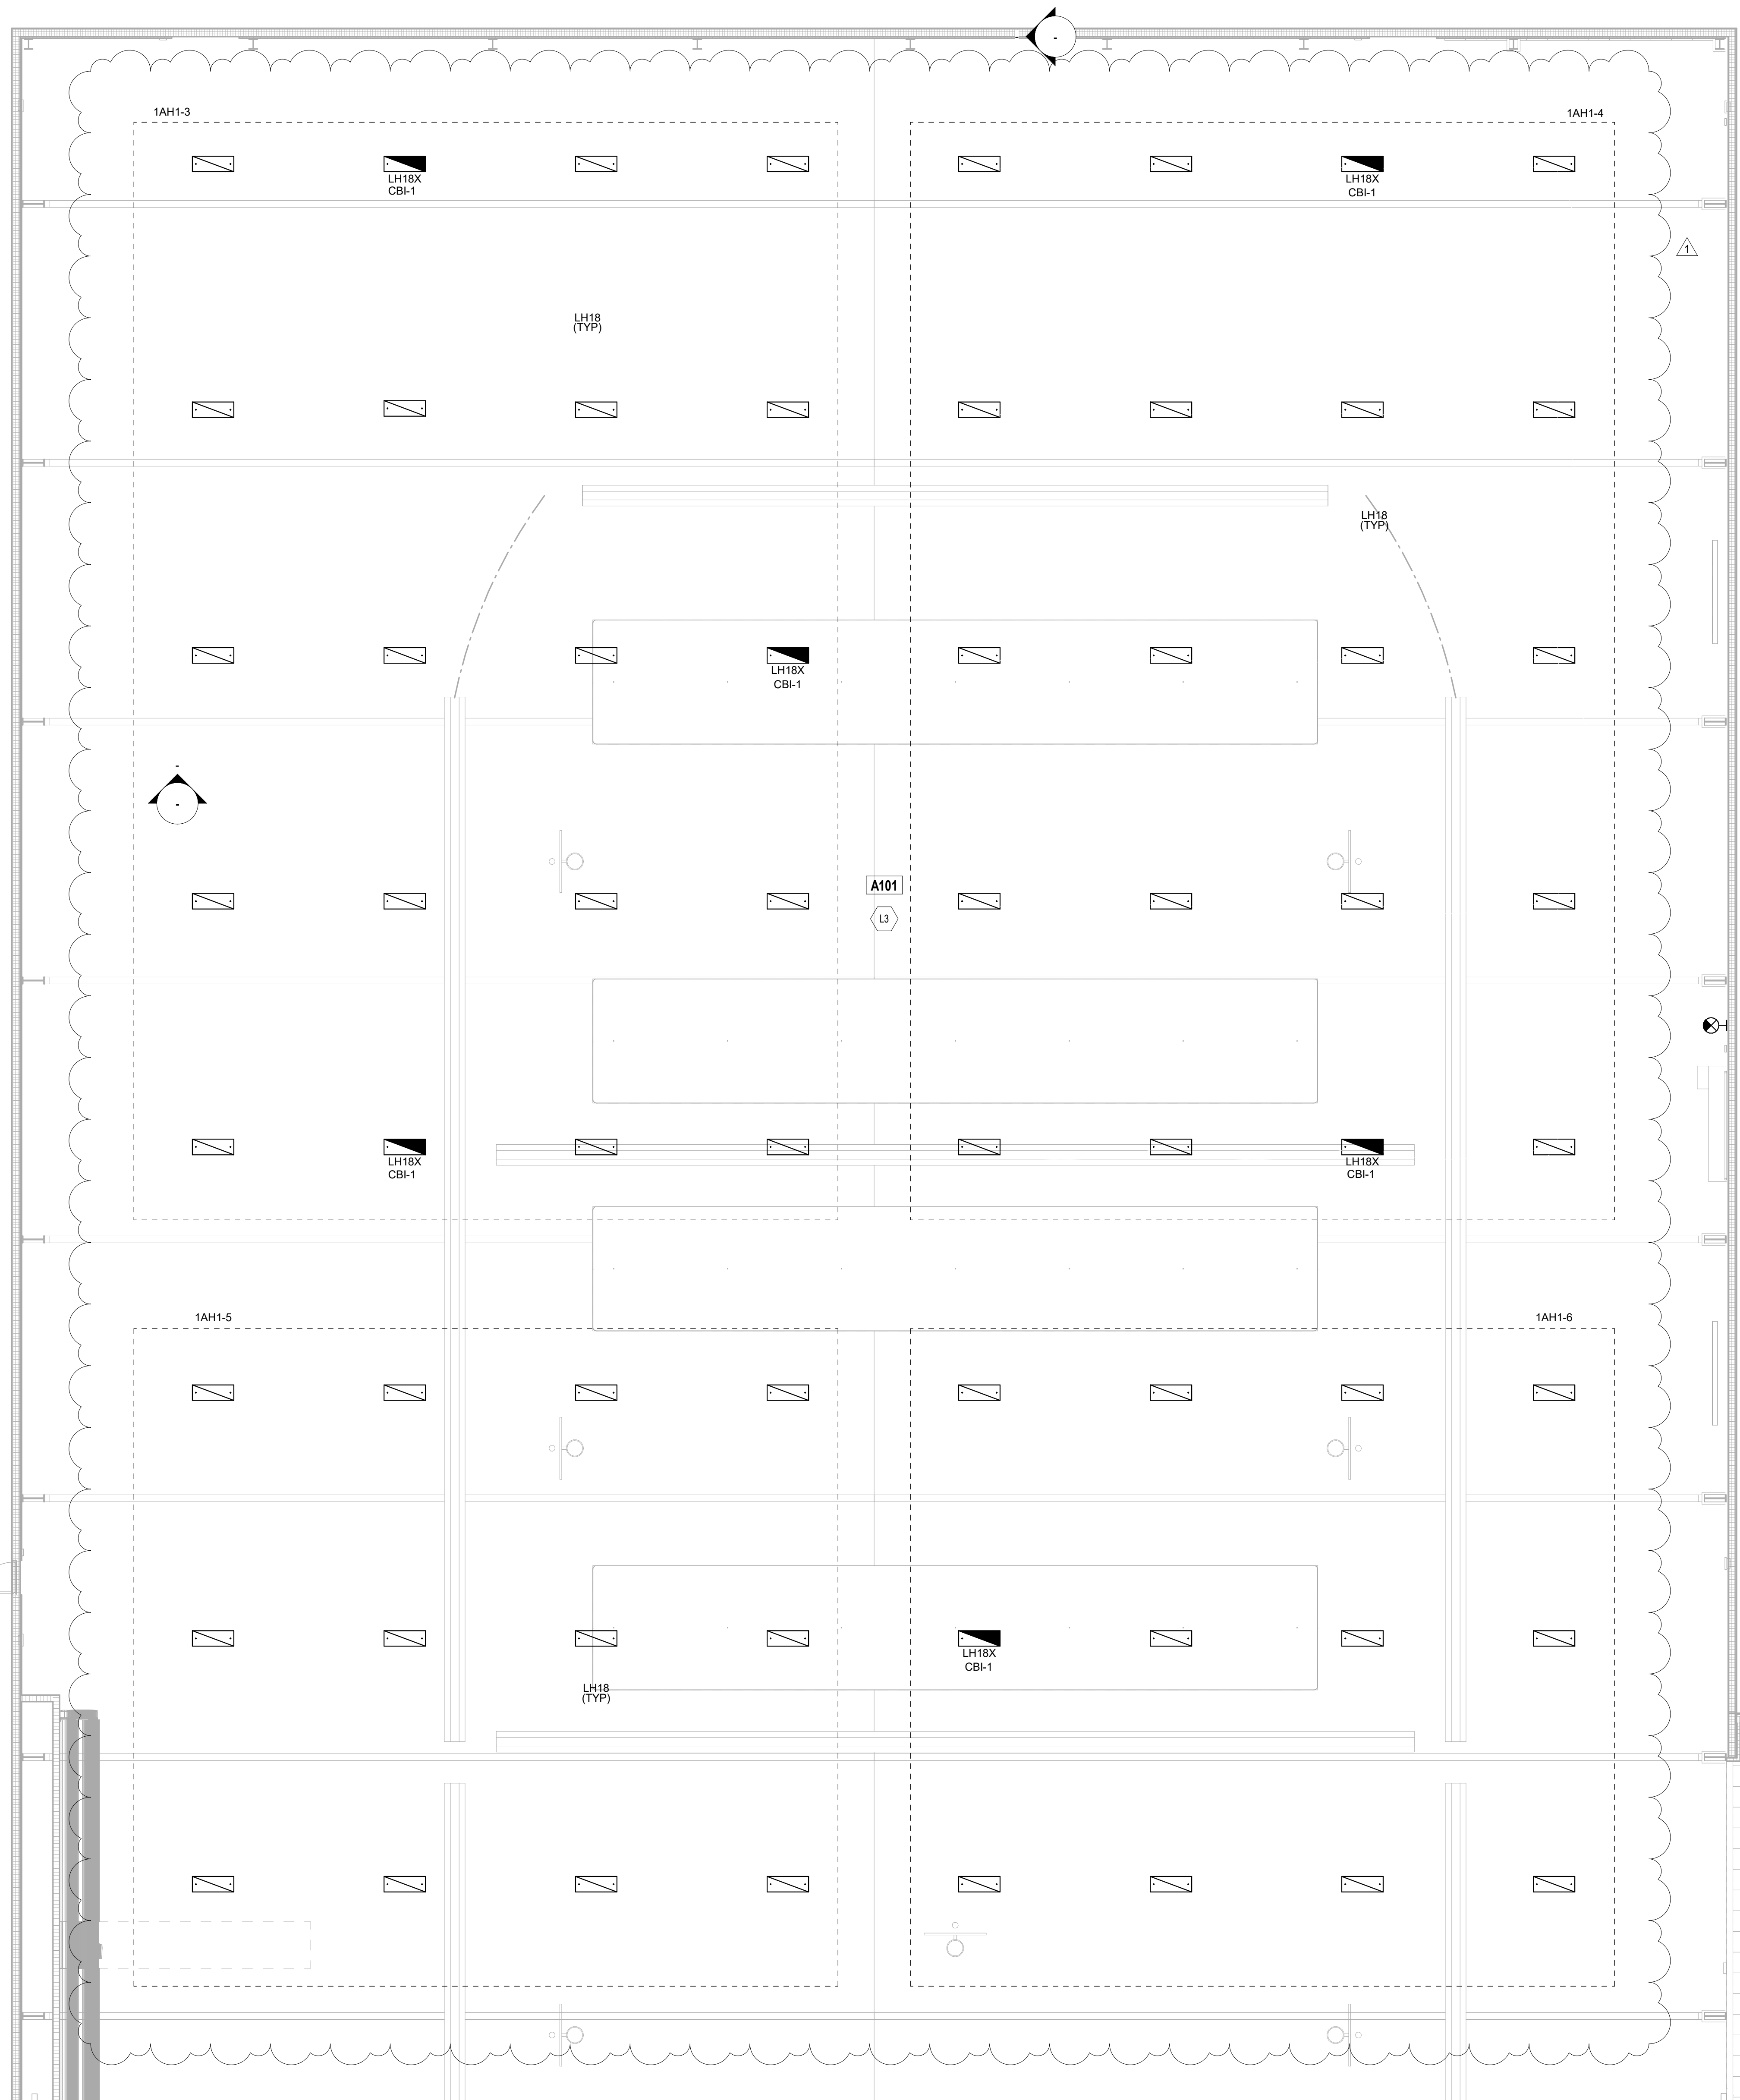 -
1AH1-3
1AH1-4
LH18X
CBI-1
LH18X
CBI-1
1
LH18
(TYP)
LH18
(TYP)
LH18X
CBI-1
-
-
A101
L3
LH18X
CBI-1
LH18X
CBI-1
1AH1-5
1AH1-6
LH18X
CBI-1
LH18
(TYP)